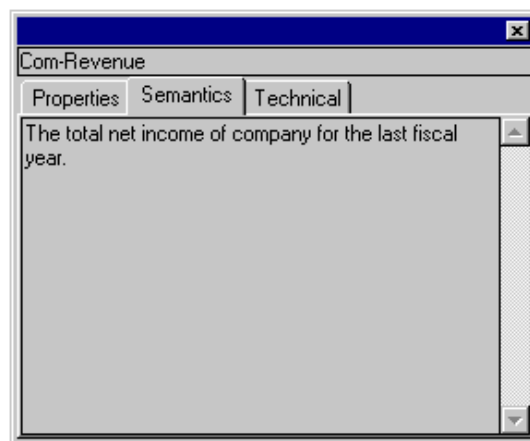 Com-Revenue
Properties Semantics Technical
The total net income of company for the last fiscal
year.